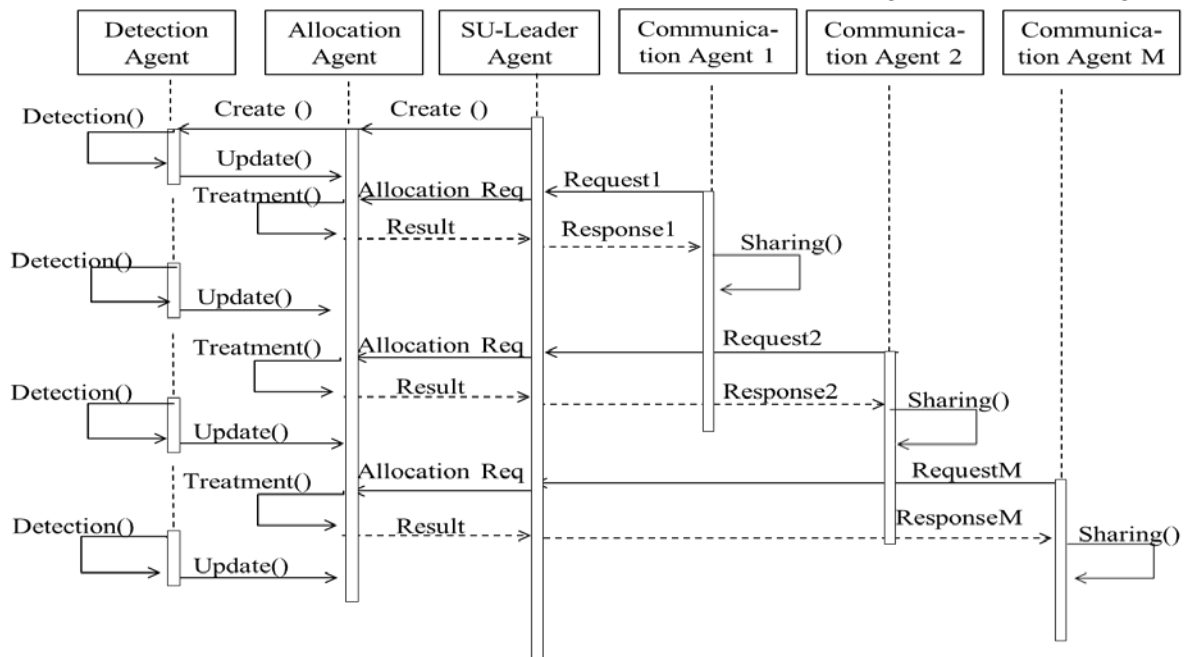 Detection
Agent
Allocation
Agent
SU-Leader
Agent
Communica-
tion Agent 1
Communica-
tion Agent 2
Communica-
tion Agent M
Detection()
Create ()
Create ()
Update()
Treatment()
Allocation Req
Request1
Result
Response1
Sharing()
Detection()
Update()
Treatment()
Allocation Req
Request2
Result
Response2
Sharing()
Detection()
Update()
Treatment()
Allocation Req
RequestM
Result
ResponseM
Sharing()
Detection()
Update()